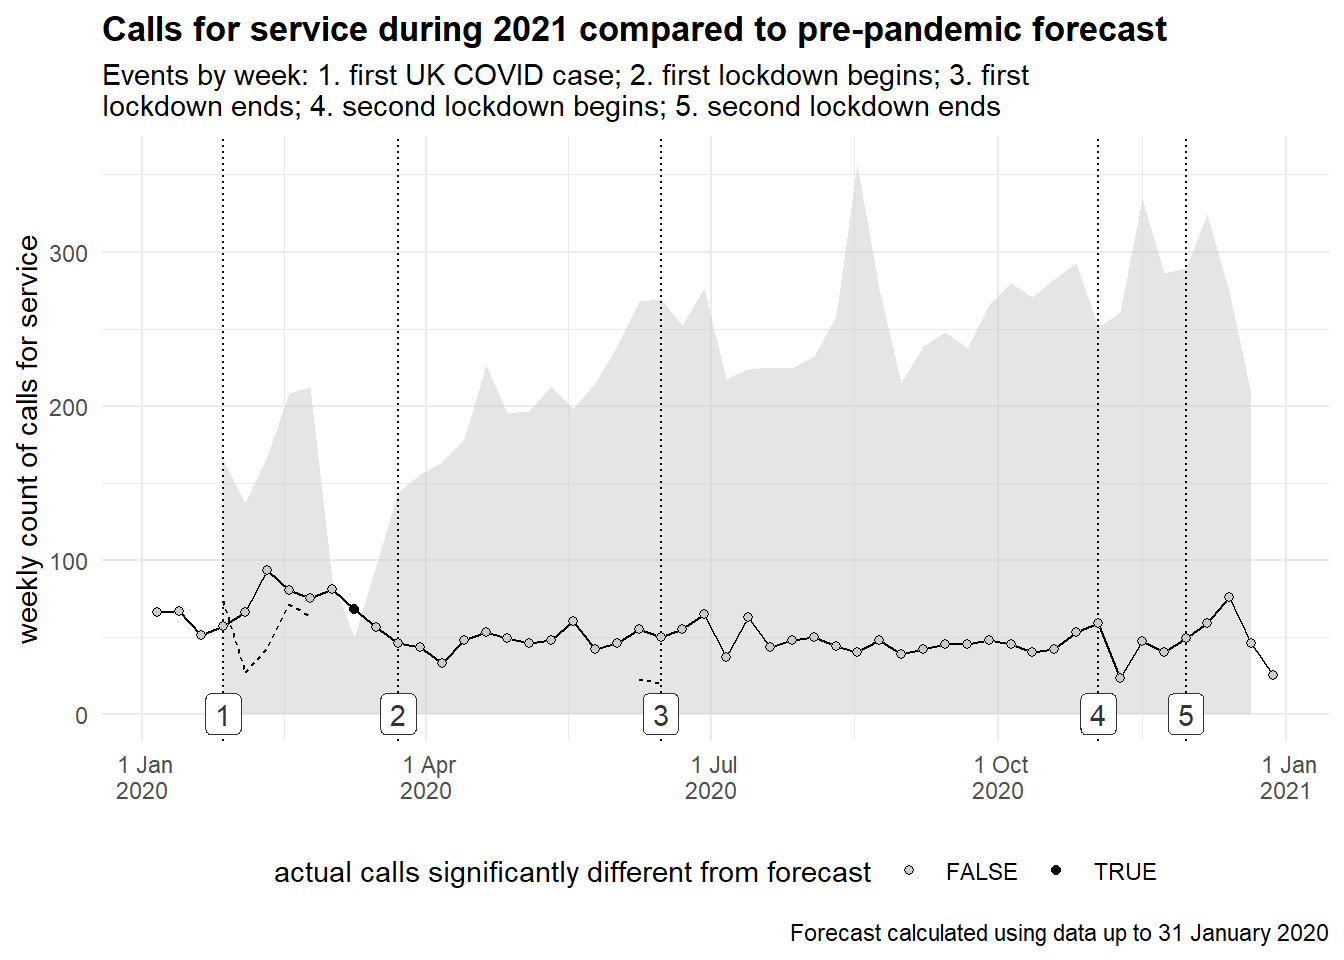 Calls for service during 2021 compared to pre-pandemic forecast
Events by week: 1. first UK COVID case; 2. first lockdown begins; 3. first
lockdown ends; 4. second lockdown begins; 5. second lockdown ends
weekly count of calls for service
300
200
100
0
1 2 3 4 5
1 Jan 1 Apr 1 Jul 1 Oct 1 Jan
2020 2020 2020 2020 2021
actual calls significantly different from forecast FALSE TRUE
Forecast calculated using data up to 31 January 2020